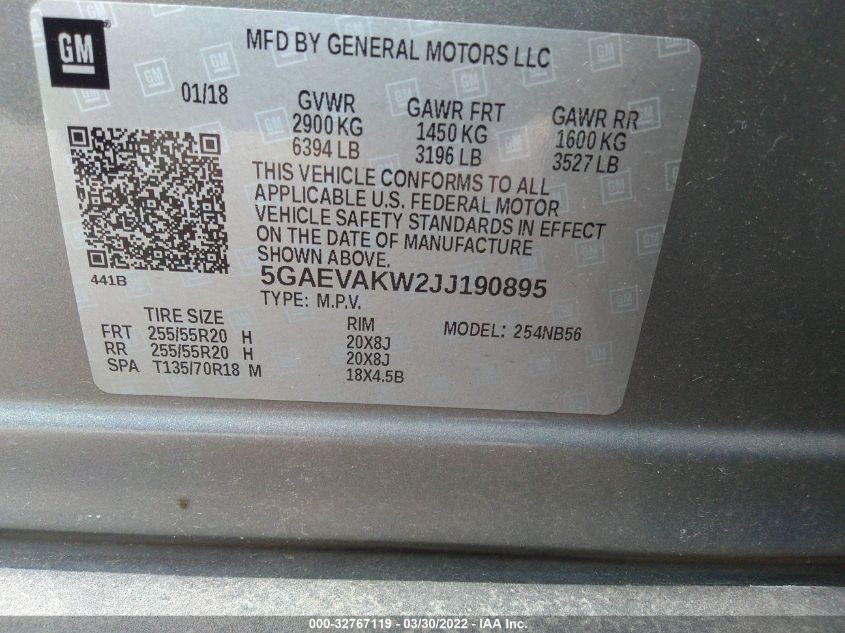 GM
MFD BY GENERAL MOTORS LLC
01/18
GVWR
2900 KG
6394 LB
GAWR FRT
1450 KG
3196 LB
GAWR RR
1600 KG
3527 LB
THIS VEHICLE CONFORMS TO ALL
APPLICABLE U.S. FEDERAL MOTOR
VEHICLE SAFETY STANDARDS IN EFFECT
ON THE DATE OF MANUFACTURE
SHOWN ABOVE.
441B
5GAEVAKW2JJ190895
TYPE: M.P.V.
TIRE SIZE
RIM
MODEL: 254NB56
FRT 255/55R20 H 20X8J
RR 255/55R20 H 20X8J
SPA T135/70R18 M 18X4.5B
000-32767119 - 03/30/2022 - IAA Inc.